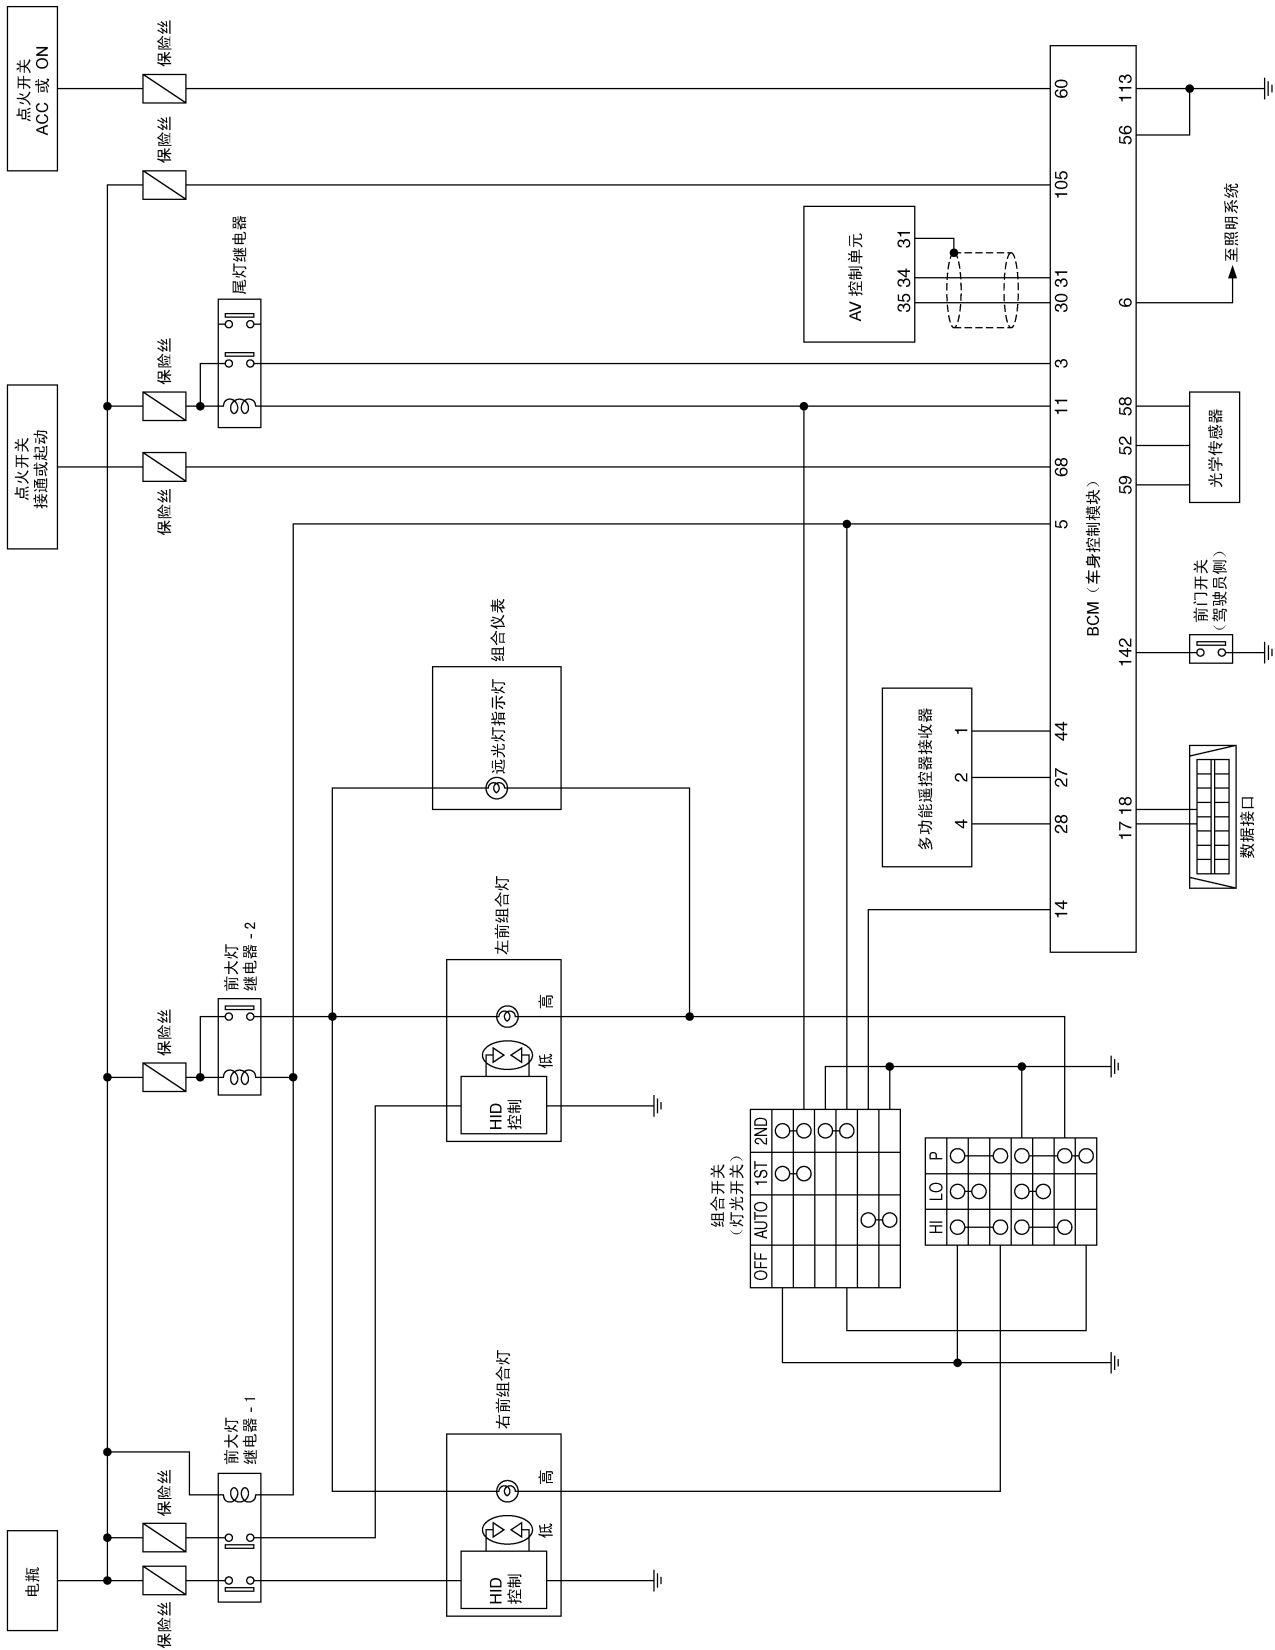 电瓶
点火开关
接通或起动
点火开关
ACC 或 ON
保险丝
保险丝
保险丝
保险丝
保险丝
保险丝
保险丝
前大灯
继电器 - 1
前大灯
继电器 - 2
尾灯继电器
右前组合灯
HID
控制
低
高
左前组合灯
HID
控制
低
高
组合仪表
远光灯指示灯
组合开关
（灯光开关）
OFF
AUTO
1ST
2ND
HI
LO
P
多功能遥控器接收器
4
2
1
AV 控制单元
35
34
31
14
28
27
44
5
68
11
3
30
31
105
60
BCM（车身控制模块）
17
18
142
59
52
58
6
56
113
数据接口
前门开关
（驾驶员侧）
光学传感器
至照明系统